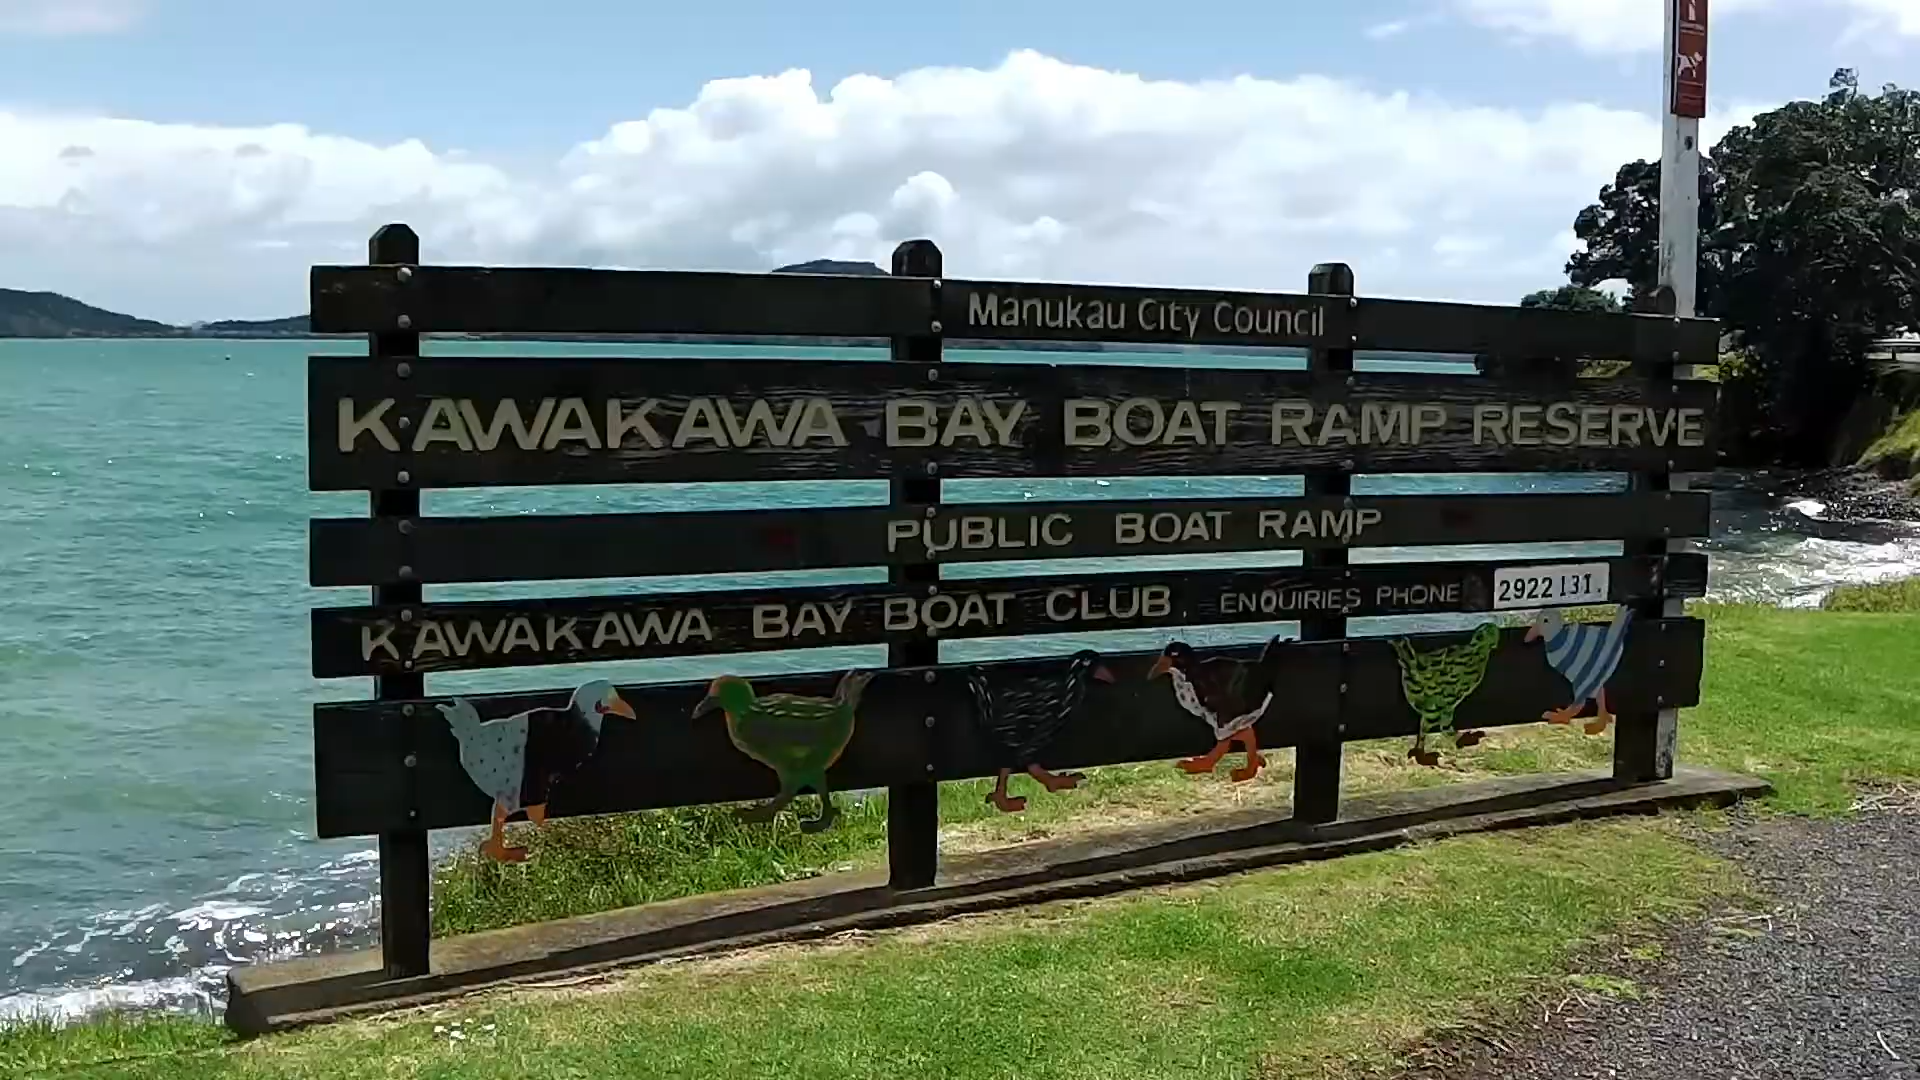 Manukau City Council
KAWAKAWA BAY BOAT RAMP RESERVE
PUBLIC BOAT RAMP
KAWAKAWA BAY BOAT CLUB. ENQUIRIES PHONE 2922131.